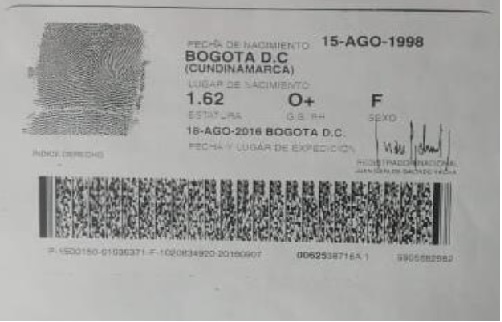 FECHA DE NACIMIENTO 15-AGO-1998
BOGOTA D.C
(CUNDINAMARCA)
LUGAR DE NACIMIENTO
1.62 O+ F
ESTATURA G.S. RH SEXO
18-AGO-2016 BOGOTA D.C.
FECHA Y LUGAR DE EXPEDICION
INDICE DERECHO
REGISTRADOR NACIONAL